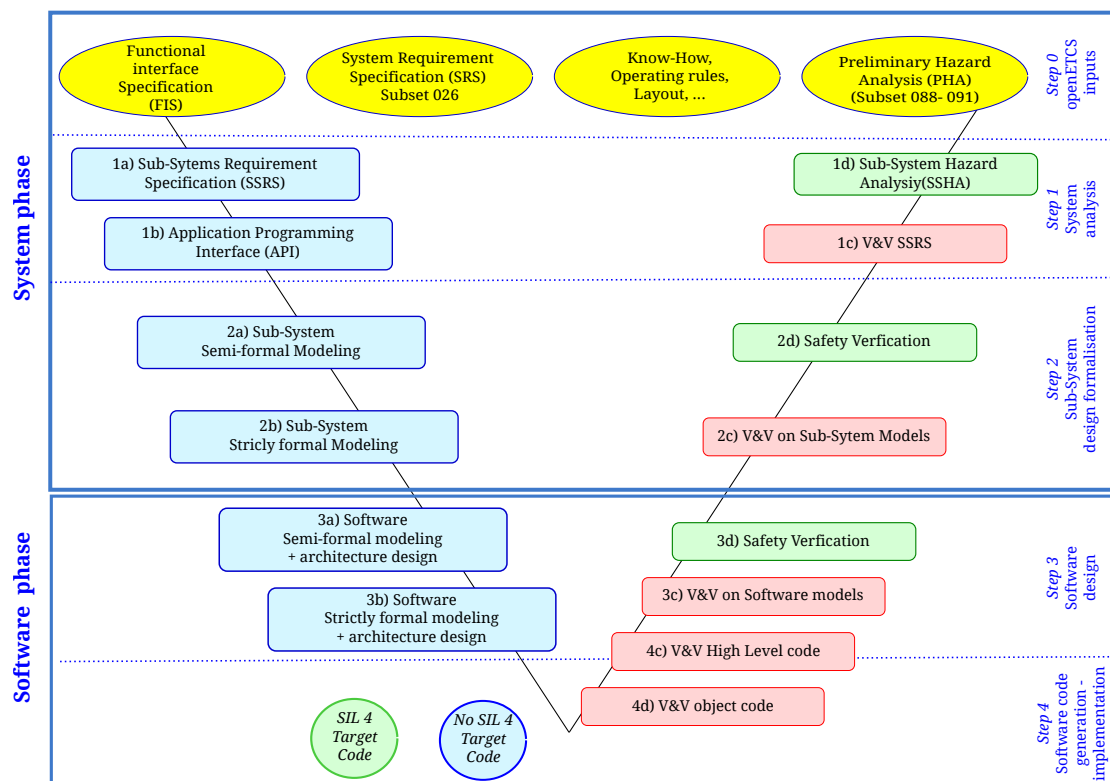 Functional
interface
Specification
(FIS)
System Requirement
Specification (SRS)
Subset 026
Know-How,
Operating rules,
Layout, ...
Preliminary Hazard
Analysis (PHA)
(Subset 088- 091)
Step 0
openETCS
inputs
System phase
1a) Sub-Sytems Requirement
Specification (SSRS)
1d) Sub-System Hazard
Analysiy(SSHA)
1b) Application Programming
Interface (API)
1c) V&V SSRS
Step 1
System
analysis
2a) Sub-System
Semi-formal Modeling
2d) Safety Verfication
2b) Sub-System
Stricly formal Modeling
2c) V&V on Sub-Sytem Models
Step 2
Sub-System
design formalisation
Software phase
3a) Software
Semi-formal modeling
+ architecture design
3d) Safety Verfication
3b) Software
Strictly formal modeling
+ architecture design
3c) V&V on Software models
Step 3
Software
design
4c) V&V High Level code
4d) V&V object code
SIL 4
Target
Code
No SIL 4
Target
Code
Step 4
Software code
generation -
implementation